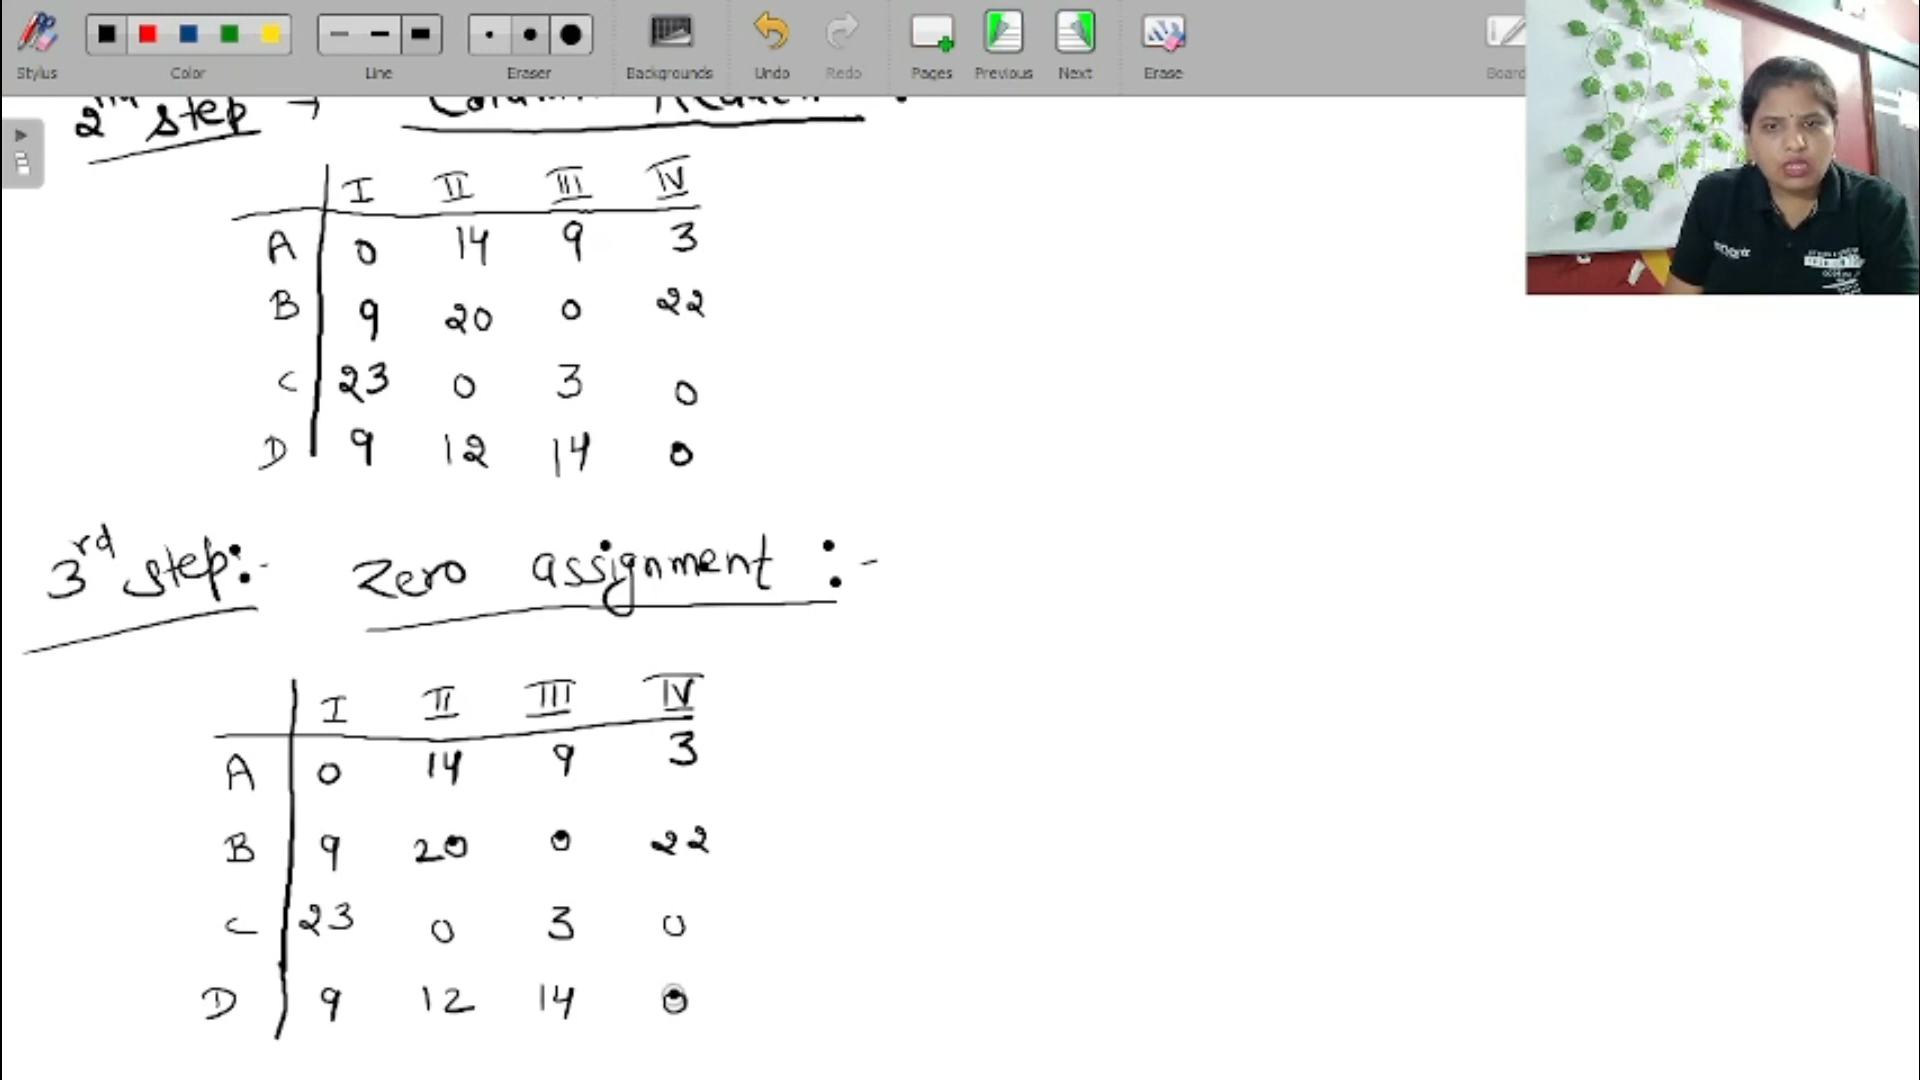 Stylus Color Line Eraser Backgrounds Undo Redo Pages Previous Next Erase Board
2nd step → Column
I II III IV
A 0 14 9 3
B 9 20 0 22
C 23 0 3 0
D 9 12 14 0
3rd step:- Zero assignment :-
I II III IV
A 0 14 9 3
B 9 20 0 22
C 23 0 3 0
D 9 12 14 0